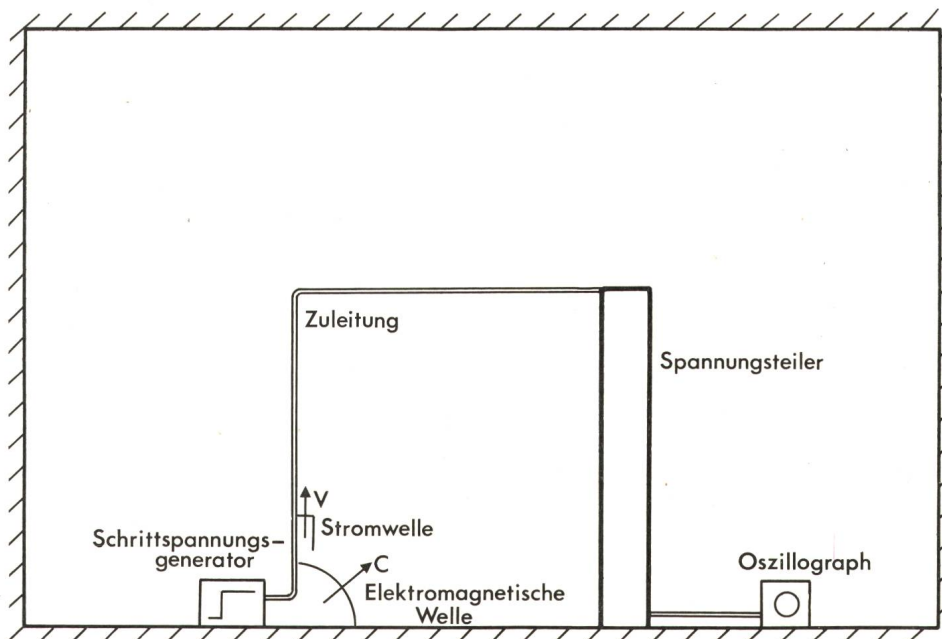 Zuleitung
Spannungsteiler
V
Stromwelle
Schrittspannungs-
generator
C
Elektromagnetische
Welle
Oszillograph